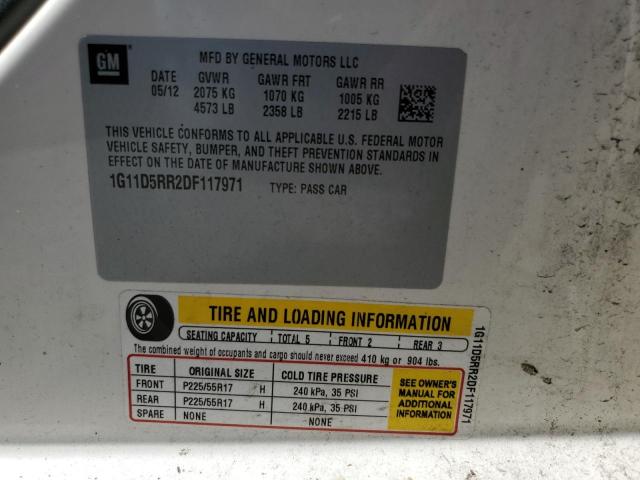 GM
MFD BY GENERAL MOTORS LLC
DATE GVWR GAWR FRT GAWR RR
05/12 2075 KG 1070 KG 1005 KG
4573 LB 2358 LB 2215 LB
THIS VEHICLE CONFORMS TO ALL APPLICABLE U.S. FEDERAL MOTOR
VEHICLE SAFETY, BUMPER, AND THEFT PREVENTION STANDARDS IN
EFFECT ON THE DATE OF MANUFACTURE SHOWN ABOVE.
1G11D5RR2DF117971 TYPE: PASS CAR
TIRE AND LOADING INFORMATION
SEATING CAPACITY TOTAL 5 FRONT 2 REAR 3
The combined weight of occupants and cargo should never exceed 410 kg or 904 lbs.
TIRE ORIGINAL SIZE COLD TIRE PRESSURE
FRONT P225/55R17 H 240 kPa, 35 PSI
REAR P225/55R17 H 240 kPa, 35 PSI
SPARE NONE NONE
SEE OWNER'S
MANUAL FOR
ADDITIONAL
INFORMATION
1G11D5RR2DF117971